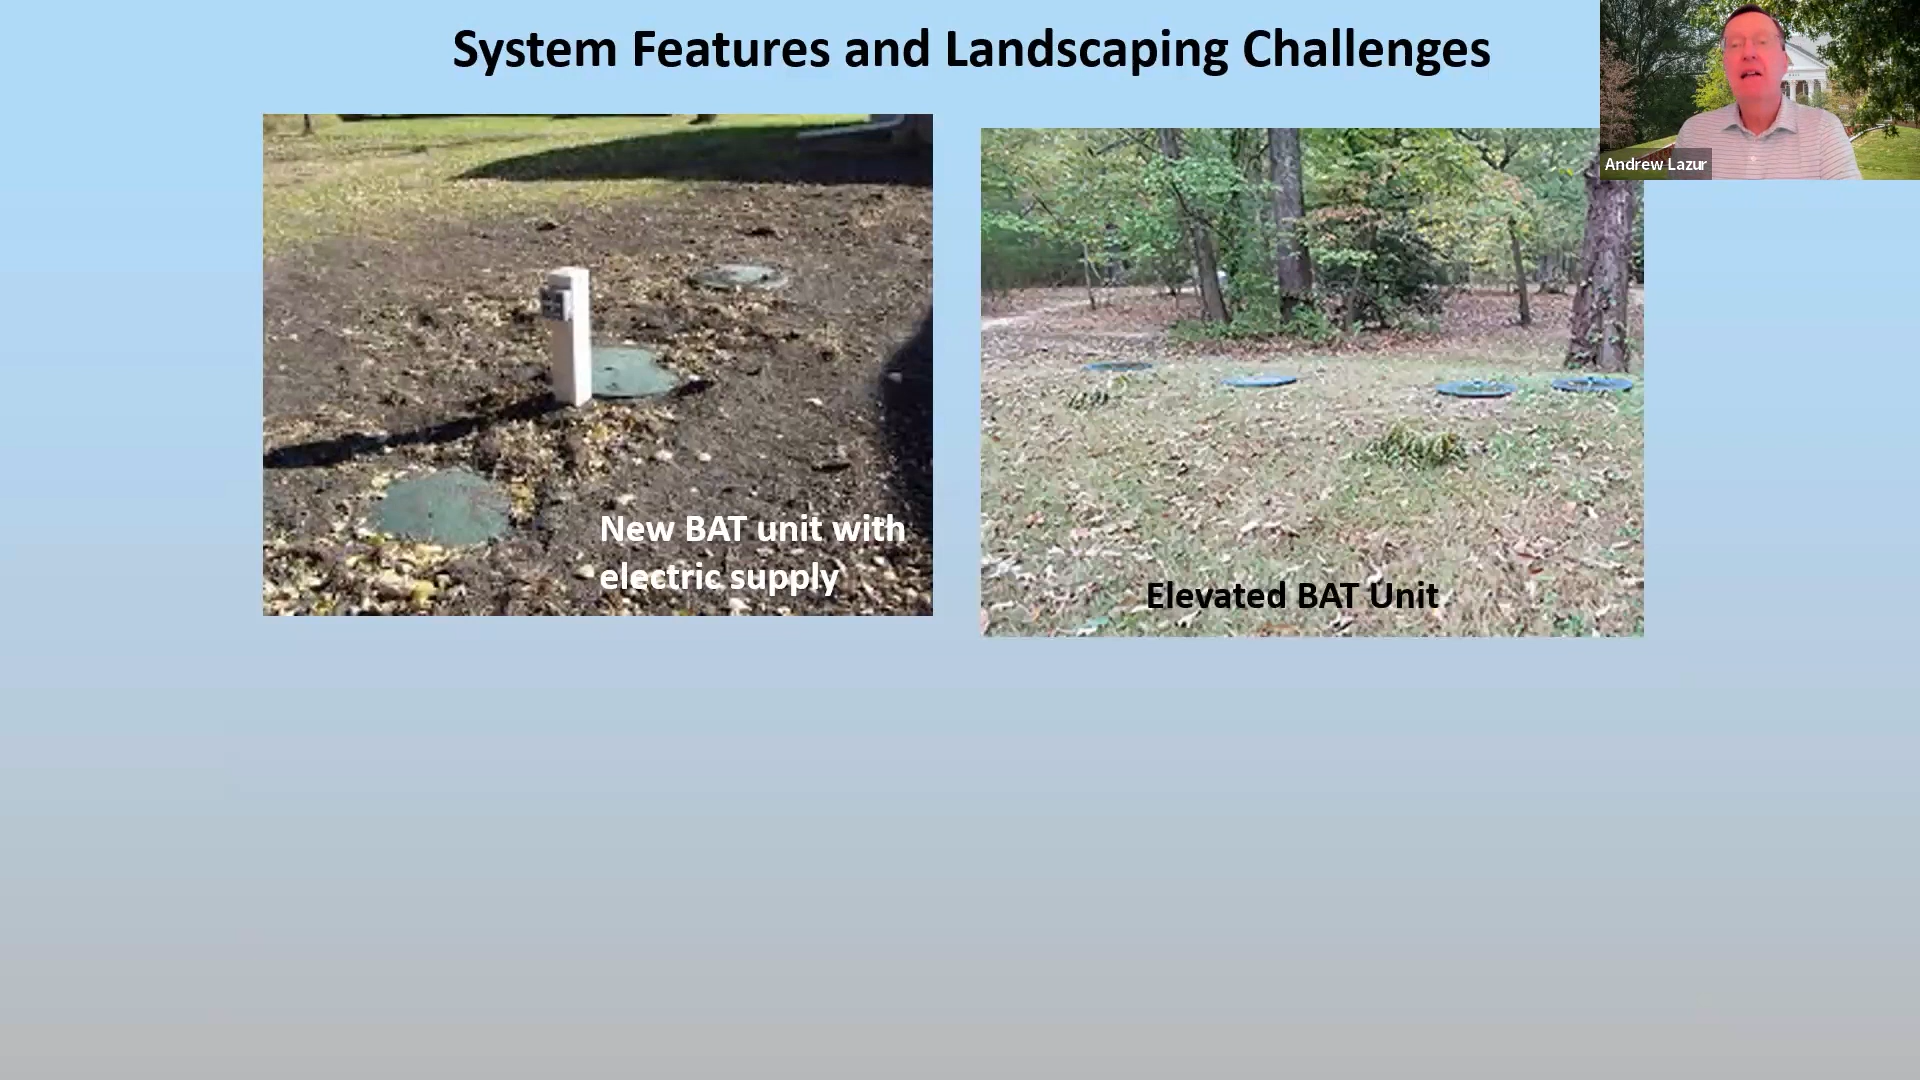 System Features and Landscaping Challenges
Andrew Lazur
New BAT unit with
electric supply
Elevated BAT Unit